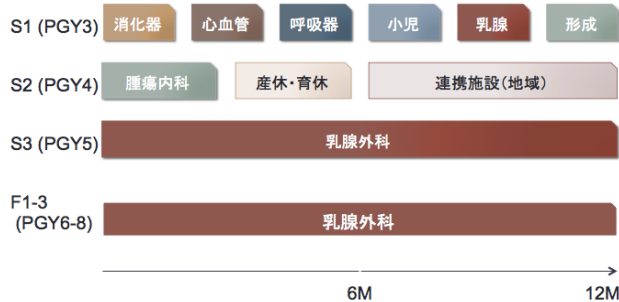 S1 (PGY3) 消化器 心血管 呼吸器 小児 乳腺 形成
S2 (PGY4) 腫瘍内科 産休・育休 連携施設(地域)
S3 (PGY5) 乳腺外科
F1-3
(PGY6-8) 乳腺外科
6M 12M